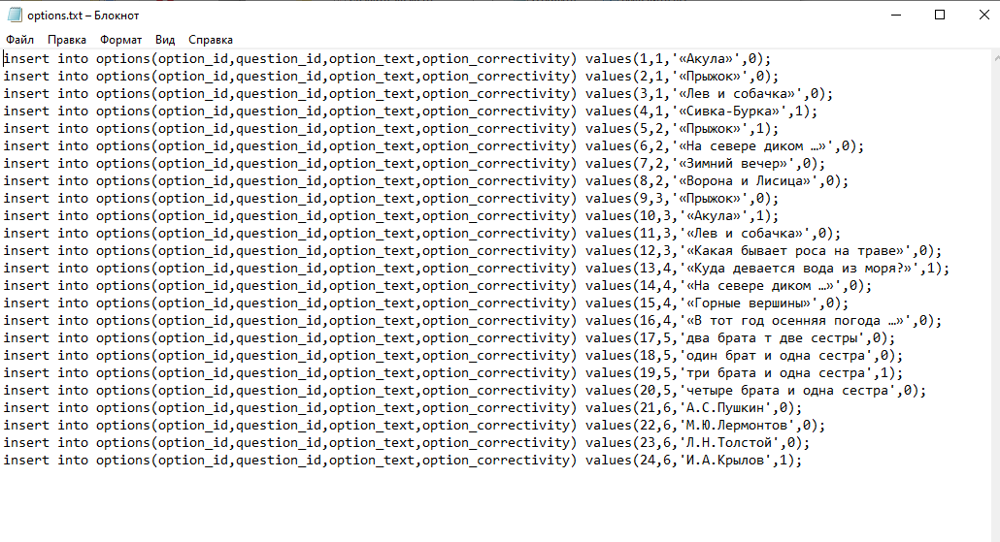 options.txt – Блокнот
Файл Правка Формат Вид Справка
insert into options(option_id,question_id,option_text,option_correctivity) values(1,1,'«Акула»',0);
insert into options(option_id,question_id,option_text,option_correctivity) values(2,1,'«Прыжок»',0);
insert into options(option_id,question_id,option_text,option_correctivity) values(3,1,'«Лев и собачка»',0);
insert into options(option_id,question_id,option_text,option_correctivity) values(4,1,'«Сивка-Бурка»',1);
insert into options(option_id,question_id,option_text,option_correctivity) values(5,2,'«Прыжок»',1);
insert into options(option_id,question_id,option_text,option_correctivity) values(6,2,'«На севере диком …»',0);
insert into options(option_id,question_id,option_text,option_correctivity) values(7,2,'«Зимний вечер»',0);
insert into options(option_id,question_id,option_text,option_correctivity) values(8,2,'«Ворона и Лисица»',0);
insert into options(option_id,question_id,option_text,option_correctivity) values(9,3,'«Прыжок»',0);
insert into options(option_id,question_id,option_text,option_correctivity) values(10,3,'«Акула»',1);
insert into options(option_id,question_id,option_text,option_correctivity) values(11,3,'«Лев и собачка»',0);
insert into options(option_id,question_id,option_text,option_correctivity) values(12,3,'«Какая бывает роса на траве»',0);
insert into options(option_id,question_id,option_text,option_correctivity) values(13,4,'«Куда девается вода из моря?»',1);
insert into options(option_id,question_id,option_text,option_correctivity) values(14,4,'«На севере диком …»',0);
insert into options(option_id,question_id,option_text,option_correctivity) values(15,4,'«Горные вершины»',0);
insert into options(option_id,question_id,option_text,option_correctivity) values(16,4,'«В тот год осенняя погода …»',0);
insert into options(option_id,question_id,option_text,option_correctivity) values(17,5,'два брата т две сестры',0);
insert into options(option_id,question_id,option_text,option_correctivity) values(18,5,'один брат и одна сестра',0);
insert into options(option_id,question_id,option_text,option_correctivity) values(19,5,'три брата и одна сестра',1);
insert into options(option_id,question_id,option_text,option_correctivity) values(20,5,'четыре брата и одна сестра',0);
insert into options(option_id,question_id,option_text,option_correctivity) values(21,6,'А.С.Пушкин',0);
insert into options(option_id,question_id,option_text,option_correctivity) values(22,6,'М.Ю.Лермонтов',0);
insert into options(option_id,question_id,option_text,option_correctivity) values(23,6,'Л.Н.Толстой',0);
insert into options(option_id,question_id,option_text,option_correctivity) values(24,6,'И.А.Крылов',1);